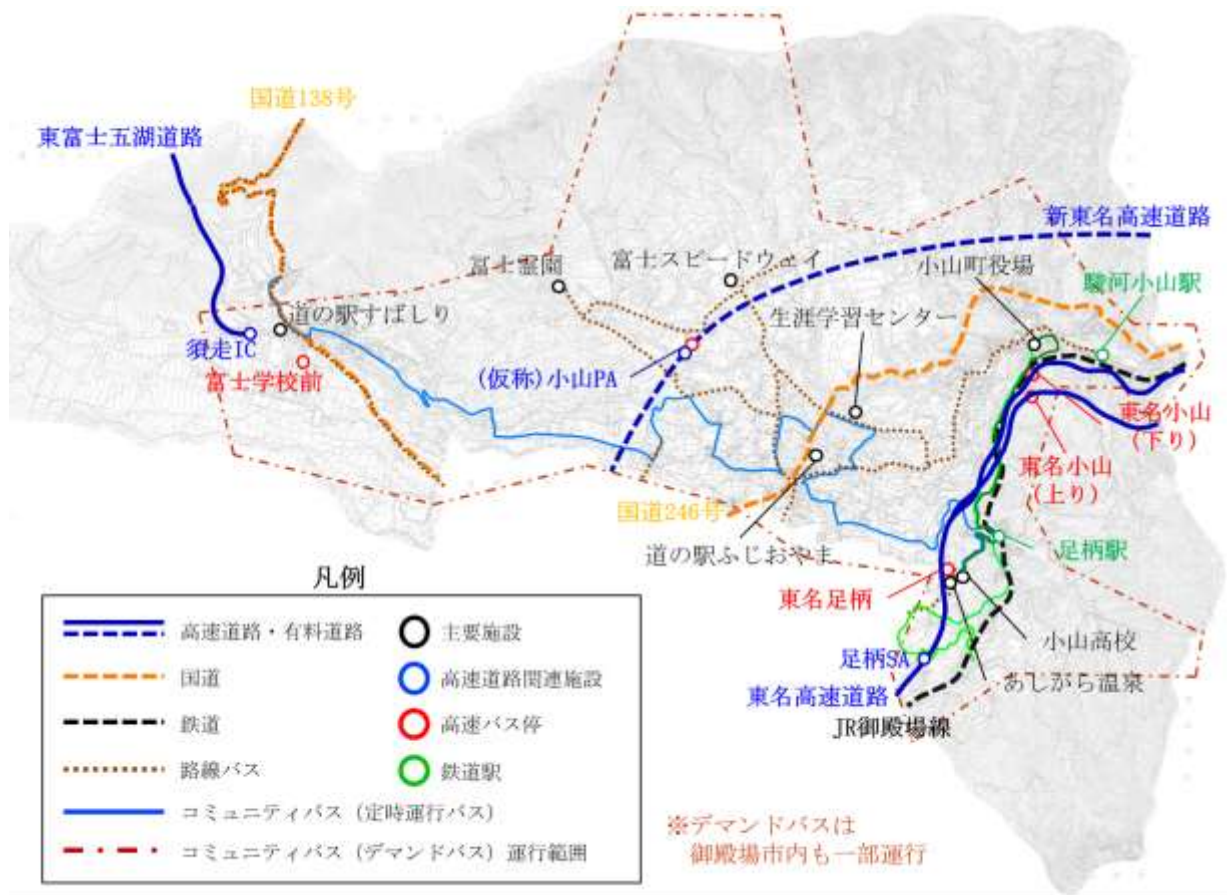 国道138号
東富士五湖道路
新東名高速道路
富士霊園
富士スピードウェイ
小山町役場
駿河小山駅
道の駅すばしり
生涯学習センター
須走IC
富士学校前
(仮称)小山PA
東名小山
(下り)
東名小山
(上り)
国道246号
道の駅ふじおやま
足柄駅
東名足柄
小山高校
足柄SA
あしがら温泉
東名高速道路
JR御殿場線
凡例
高速道路・有料道路
主要施設
国道
高速道路関連施設
鉄道
高速バス停
路線バス
鉄道駅
コミュニティバス（定時運行バス）
コミュニティバス（デマンドバス）運行範囲
※デマンドバスは
御殿場市内も一部運行